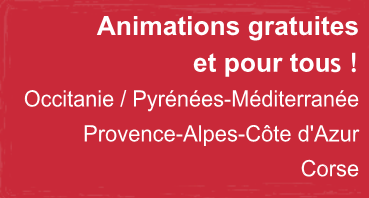 Animations gratuites
et pour tous !
Occitanie / Pyrénées-Méditerranée
Provence-Alpes-Côte d'Azur
Corse